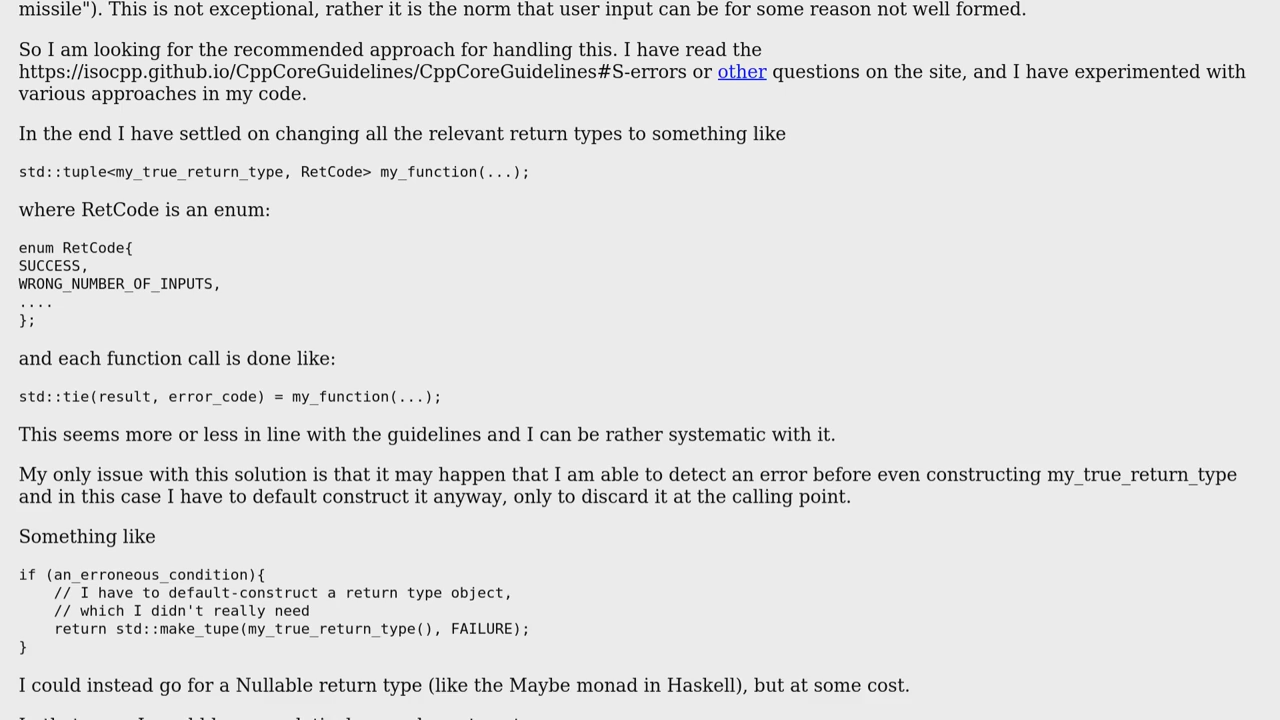 missile"). This is not exceptional, rather it is the norm that user input can be for some reason not well formed.
So I am looking for the recommended approach for handling this. I have read the
https://isocpp.github.io/CppCoreGuidelines/CppCoreGuidelines#S-errors or other questions on the site, and I have experimented with
various approaches in my code.
In the end I have settled on changing all the relevant return types to something like
std::tuple<my_true_return_type, RetCode> my_function(...);
where RetCode is an enum:
enum RetCode{
SUCCESS,
WRONG_NUMBER_OF_INPUTS,
....
};
and each function call is done like:
std::tie(result, error_code) = my_function(...);
This seems more or less in line with the guidelines and I can be rather systematic with it.
My only issue with this solution is that it may happen that I am able to detect an error before even constructing my_true_return_type
and in this case I have to default construct it anyway, only to discard it at the calling point.
Something like
if (an_erroneous_condition){
    // I have to default-construct a return type object,
    // which I didn't really need
    return std::make_tupe(my_true_return_type(), FAILURE);
}
I could instead go for a Nullable return type (like the Maybe monad in Haskell), but at some cost.